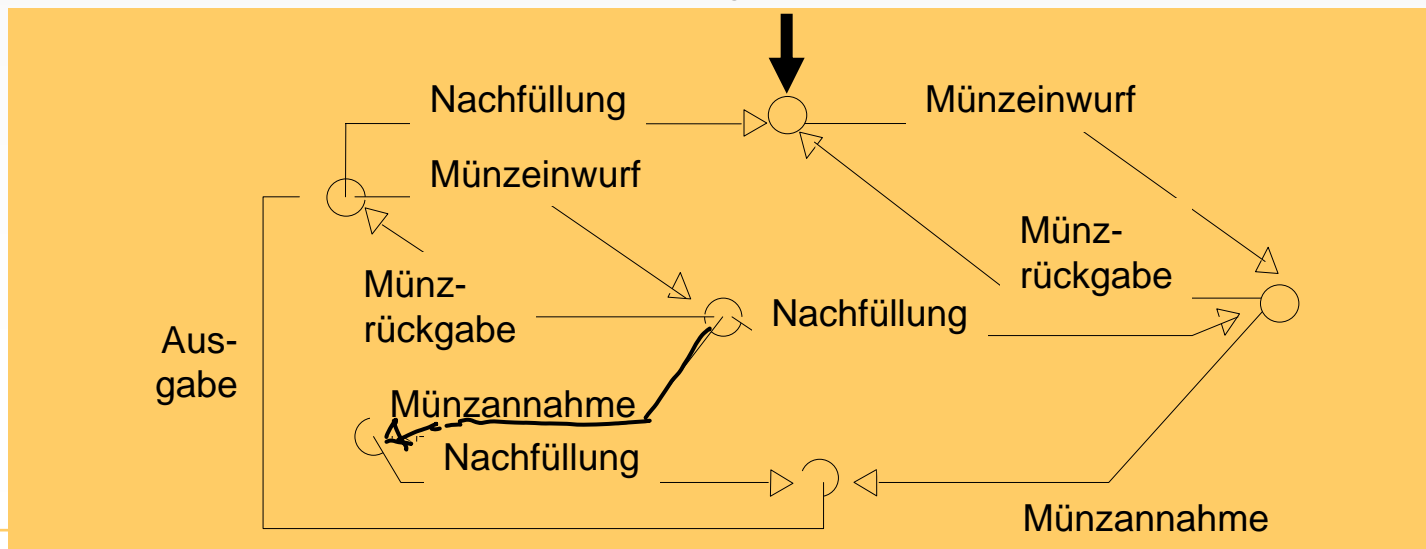 Nachfüllung
Münzeinwurf
Münzeinwurf
Münz-
rückgabe
Münz-
rückgabe
Nachfüllung
Aus-
gabe
Münzannahme
Nachfüllung
Münzannahme